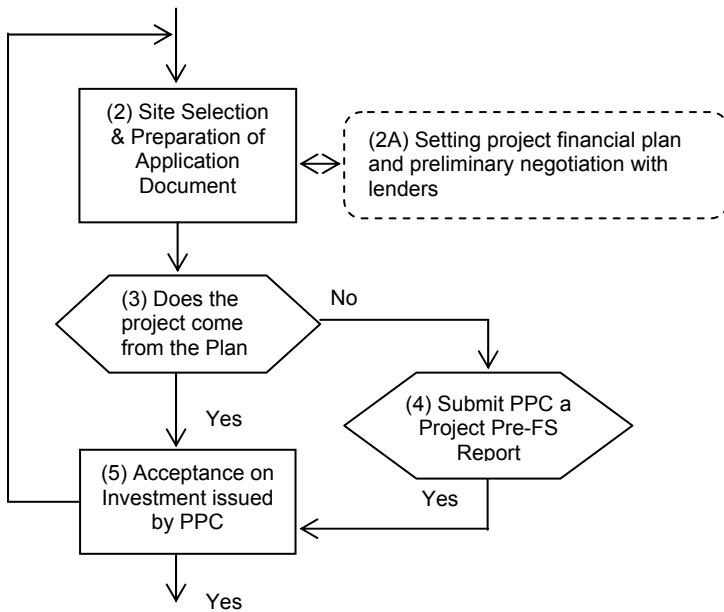 (2) Site Selection
& Preparation of
Application
Document
(2A) Setting project financial plan
and preliminary negotiation with
lenders
(3) Does the
project come
from the Plan
No
Yes
(4) Submit PPC a
Project Pre-FS
Report
(5) Acceptance on
Investment issued
by PPC
Yes
Yes